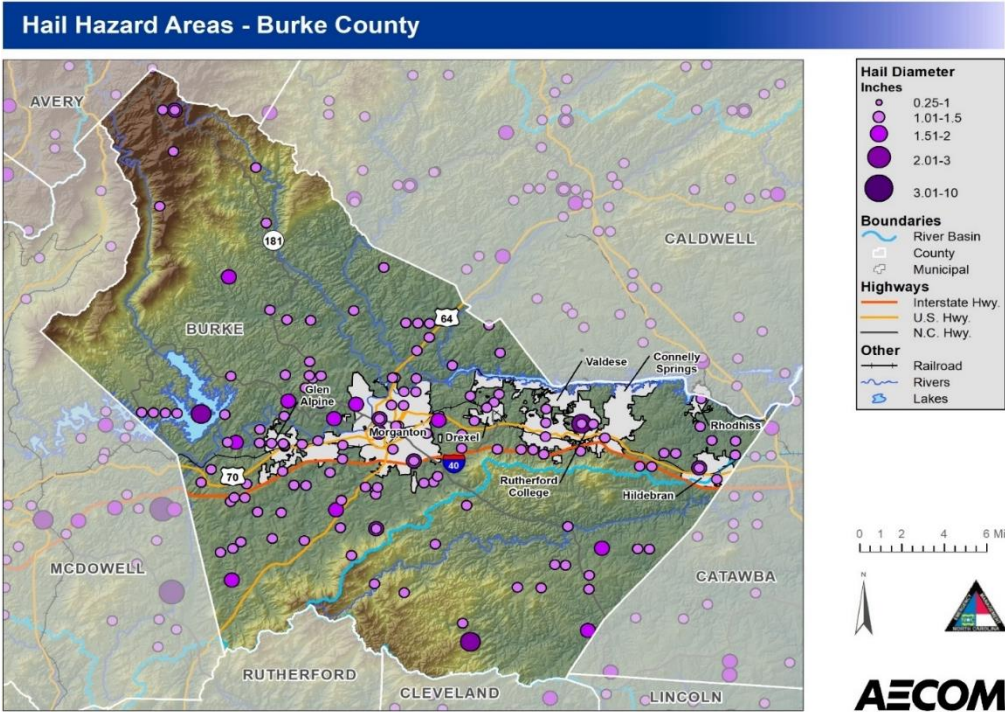 Hail Hazard Areas - Burke County
AVERY
CALDWELL
181
BURKE
64
Valdese
Connelly
Springs
Glen
Alpine
Morganton
Drexel
Rhodhiss
40
70
Rutherford
College
Hildebran
MCDOWELL
CATAWBA
RUTHERFORD
CLEVELAND
LINCOLN
Hail Diameter
Inches
0.25-1
1.01-1.5
1.51-2
2.01-3
3.01-10
Boundaries
River Basin
County
Municipal
Highways
Interstate Hwy.
U.S. Hwy.
N.C. Hwy.
Other
Railroad
Rivers
Lakes
0 1 2 4 6 Mi
N
NORTH CAROLINA
AECOM